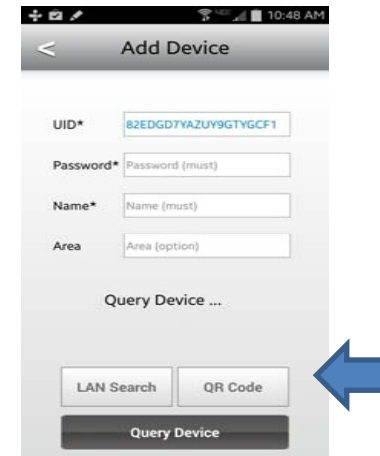 10:48 AM
< Add Device
UID* 82EDGD7YAZUY9GTYGCF1
Password* Password (must)
Name* Name (must)
Area Area (option)
Query Device ...
LAN Search QR Code
Query Device